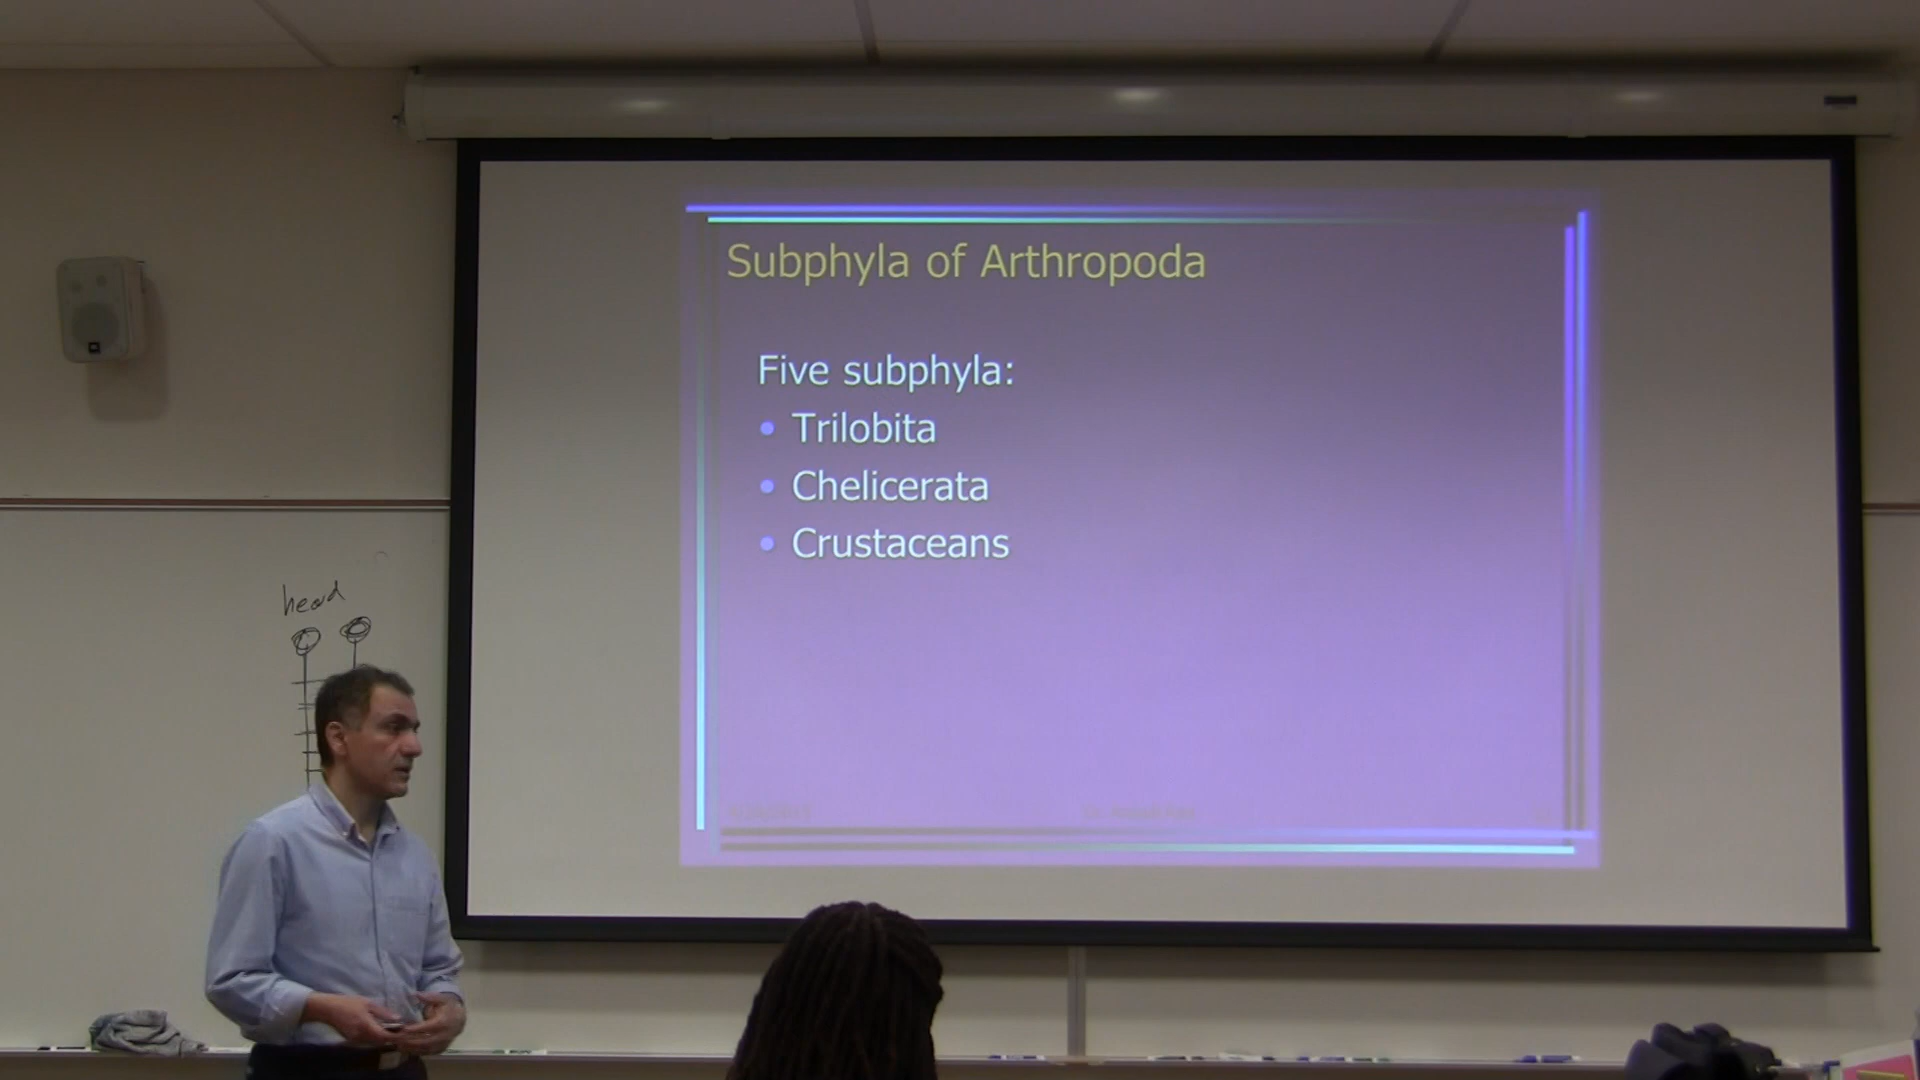 Subphyla of Arthropoda
Five subphyla:
• Trilobita
• Chelicerata
• Crustaceans
head